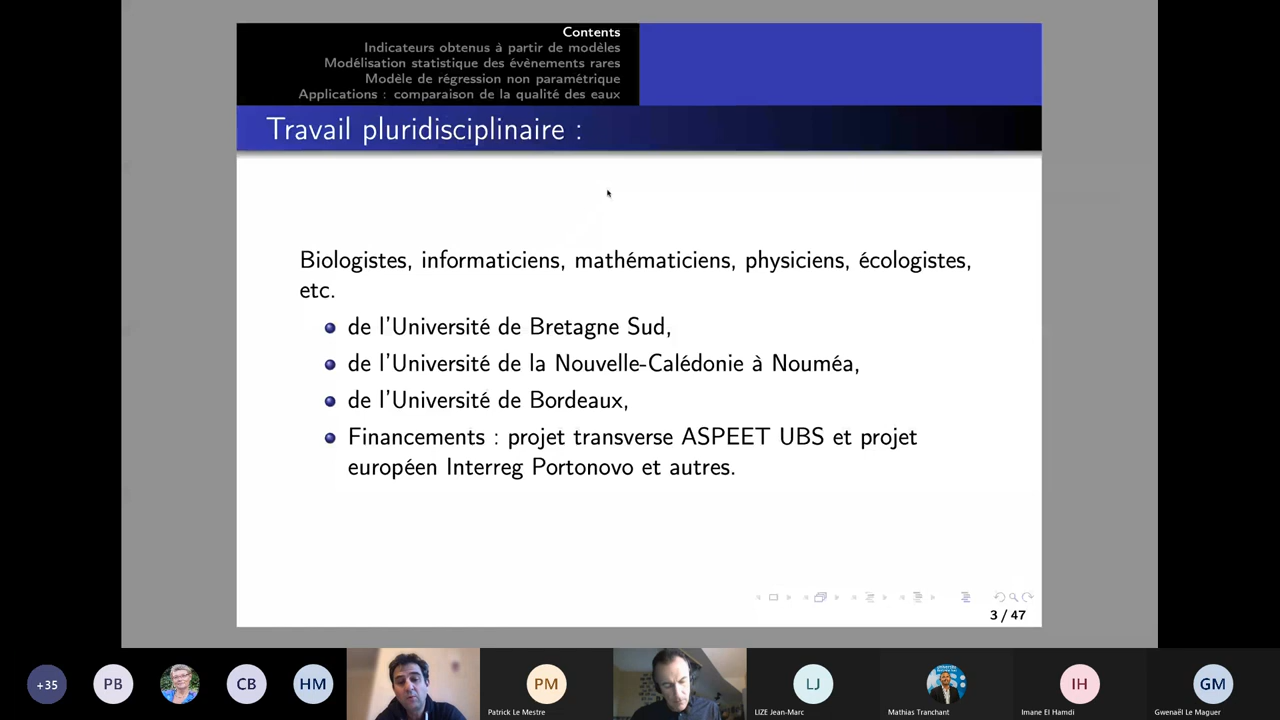 Contents
Indicateurs obtenus à partir de modèles
Modélisation statistique des évènements rares
Modèle de régression non paramétrique
Applications : comparaison de la qualité des eaux
Travail pluridisciplinaire :
Biologistes, informaticiens, mathématiciens, physiciens, écologistes,
etc.
de l'Université de Bretagne Sud,
de l'Université de la Nouvelle-Calédonie à Nouméa,
de l'Université de Bordeaux,
Financements : projet transverse ASPEET UBS et projet
européen Interreg Portonovo et autres.
3 / 47
+35
PB
CB
HM
PM
Patrick Le Mestre
LJ
LIZE Jean-Marc
Mathias Tranchant
IH
Imane El Hamdi
GM
Gwenaël Le Maguer